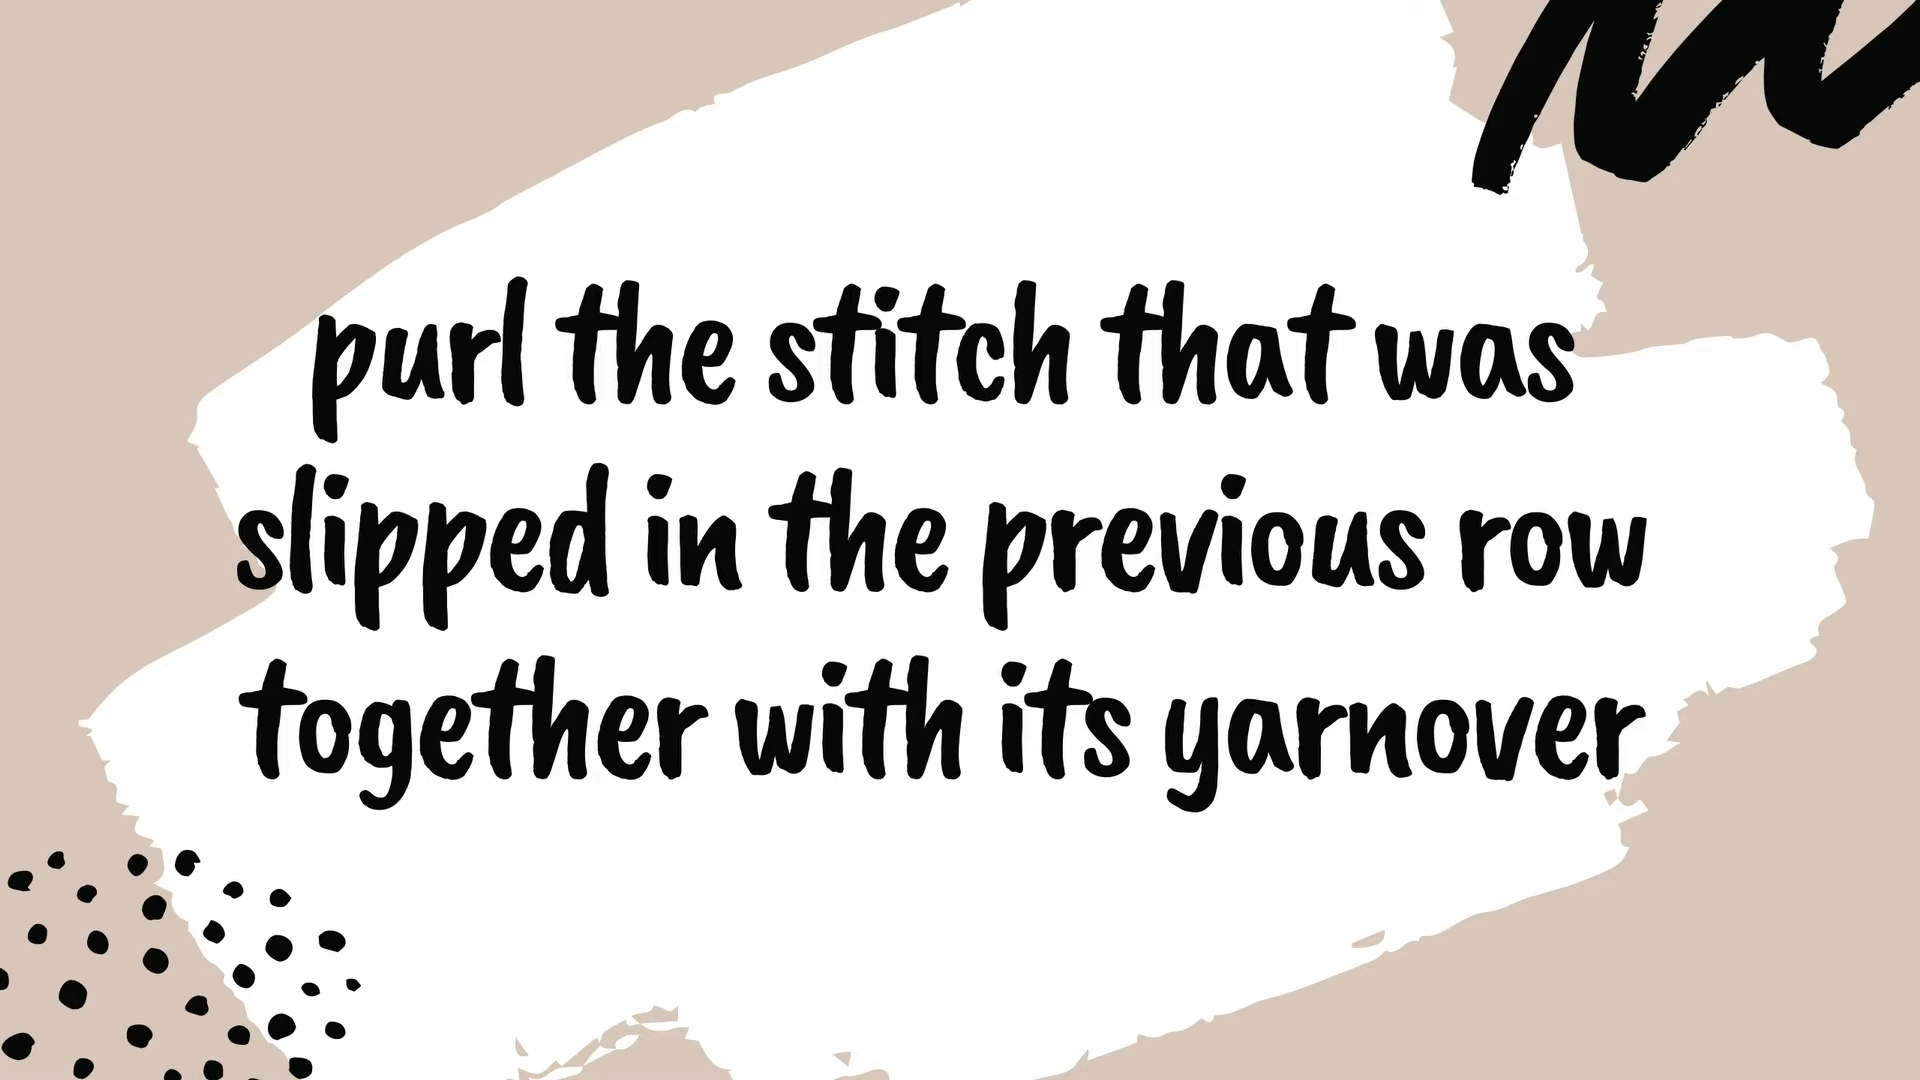 purl the stitch that was
slipped in the previous row
together with its yarnover